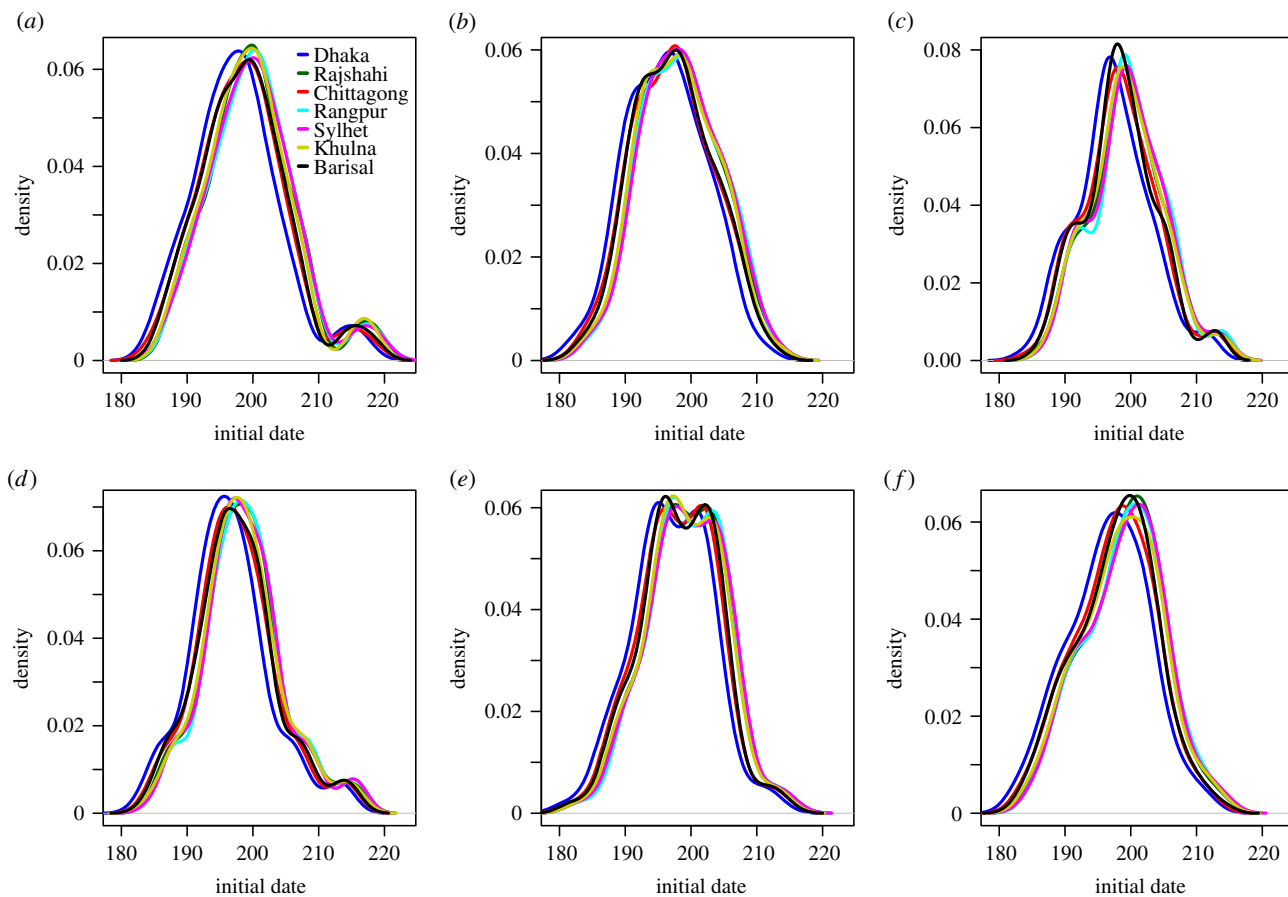 (a)
0.06
0.04
0.02
0
density
180 190 200 210 220
initial date
Dhaka
Rajshahi
Chittagong
Rangpur
Sylhet
Khulna
Barisal
(b)
0.06
0.04
0.02
0
density
180 190 200 210 220
initial date
(c)
0.08
0.06
0.04
0.02
0.00
density
180 190 200 210 220
initial date
(d)
0.06
0.04
0.02
0
density
180 190 200 210 220
initial date
(e)
0.06
0.04
0.02
0
density
180 190 200 210 220
initial date
(f)
0.06
0.04
0.02
0
density
180 190 200 210 220
initial date